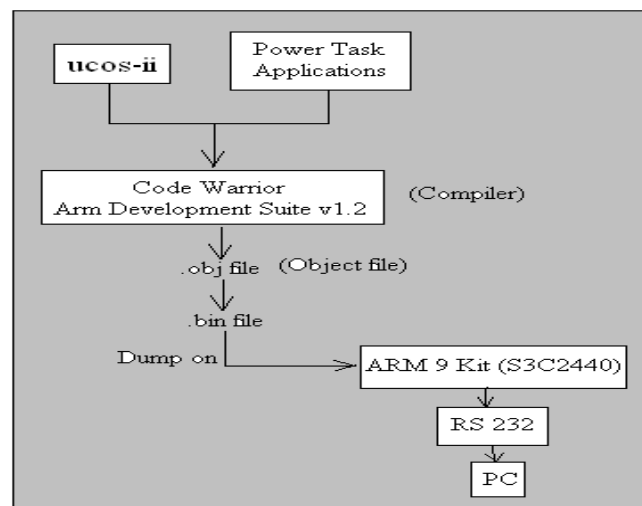 ucos-ii
Power Task
Applications
Code Warrior
Arm Development Suite v1.2
(Compiler)
.obj file
(Object file)
.bin file
Dump on
ARM 9 Kit (S3C2440)
RS 232
PC